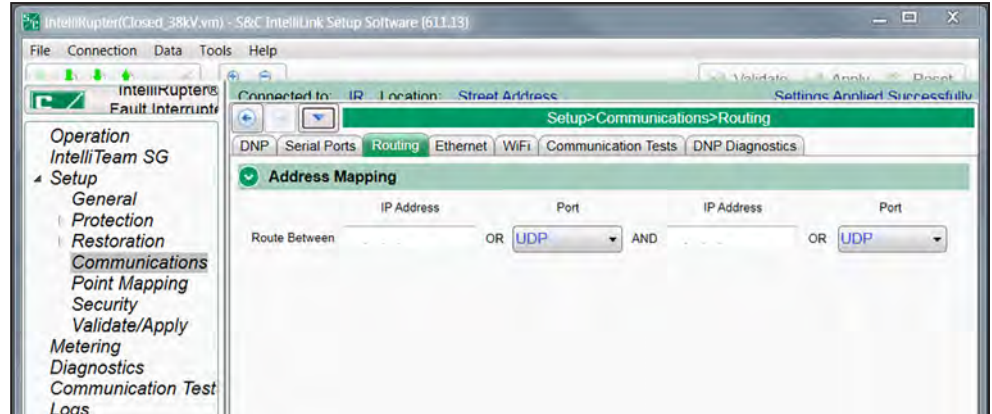 IntelliRupter(Closed_38kV.vm) - S&C IntelliLink Setup Software (611.13)
File Connection Data Tools Help
Validate Apply Reset
IntelliRupter®
Fault Interrupte
Connected to: IR Location: Street Address Settings Applied Successfully
Setup>Communications>Routing
DNP Serial Ports Routing Ethernet WiFi Communication Tests DNP Diagnostics
Address Mapping
IP Address Port IP Address Port
Route Between . . . OR UDP AND . . . OR UDP
Operation
IntelliTeam SG
Setup
General
Protection
Restoration
Communications
Point Mapping
Security
Validate/Apply
Metering
Diagnostics
Communication Test
Logs